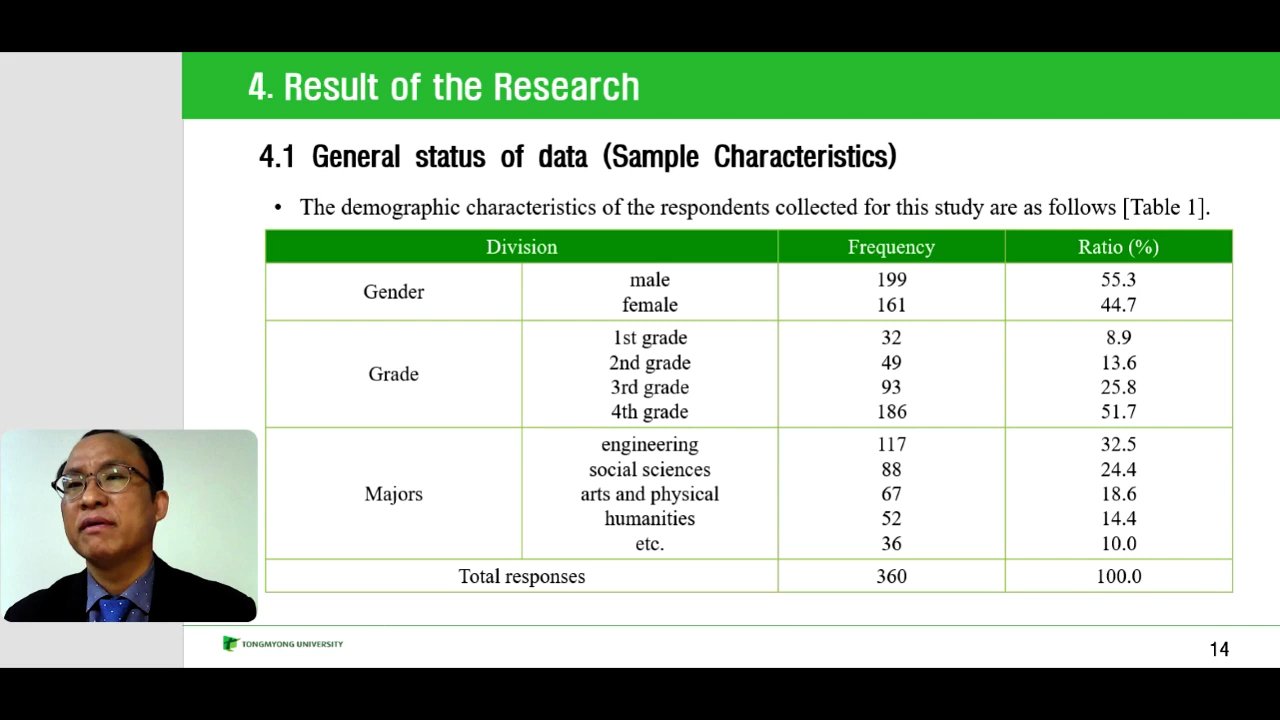 4. Result of the Research
4.1 General status of data (Sample Characteristics)
• The demographic characteristics of the respondents collected for this study are as follows [Table 1].
Division Frequency Ratio (%)
Gender
male 199 55.3
female 161 44.7
Grade
1st grade 32 8.9
2nd grade 49 13.6
3rd grade 93 25.8
4th grade 186 51.7
Majors
engineering 117 32.5
social sciences 88 24.4
arts and physical 67 18.6
humanities 52 14.4
etc. 36 10.0
Total responses 360 100.0
TONGMYONG UNIVERSITY
14